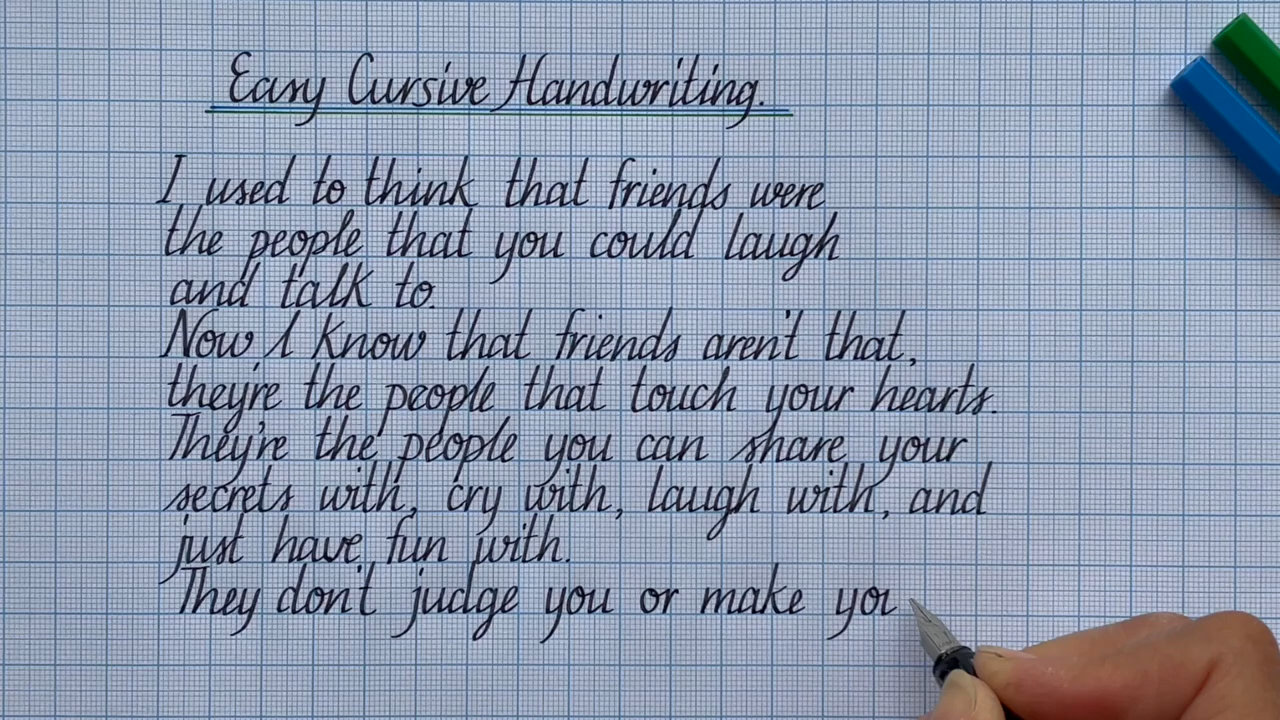 Easy Cursive Handwriting.
I used to think that friends were
the people that you could laugh
and talk to.
Now I know that friends aren't that,
they're the people that touch your hearts.
They're the people you can share your
secrets with, cry with, laugh with, and
just have fun with.
They don't judge you or make you